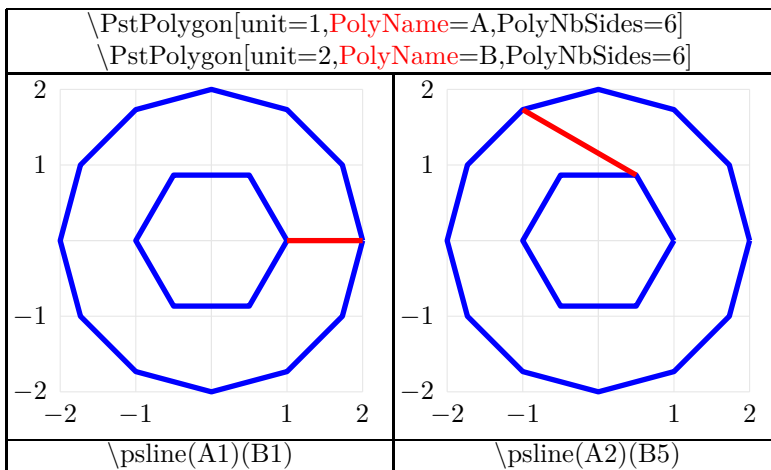 \PstPolygon[unit=1,PolyName=A,PolyNbSides=6]
\PstPolygon[unit=2,PolyName=B,PolyNbSides=6]
2
1
−1
−2
−2 −1 1 2
2
1
−1
−2
−2 −1 1 2
\psline(A1)(B1)
\psline(A2)(B5)